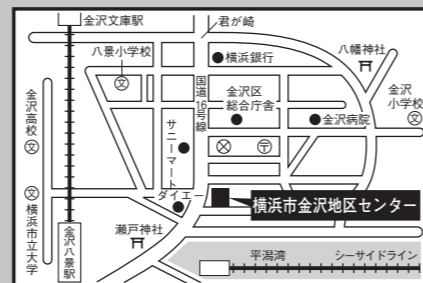 金沢文庫駅
君が崎
八景小学校
横浜銀行
八幡神社
金沢高校
国道16号線
金沢区
総合庁舎
金沢
小学校
金沢病院
サニーマート
ダイエー
横浜市金沢地区センター
横浜市立大学
瀬戸神社
金沢八景駅
平潟湾
シーサイドライン